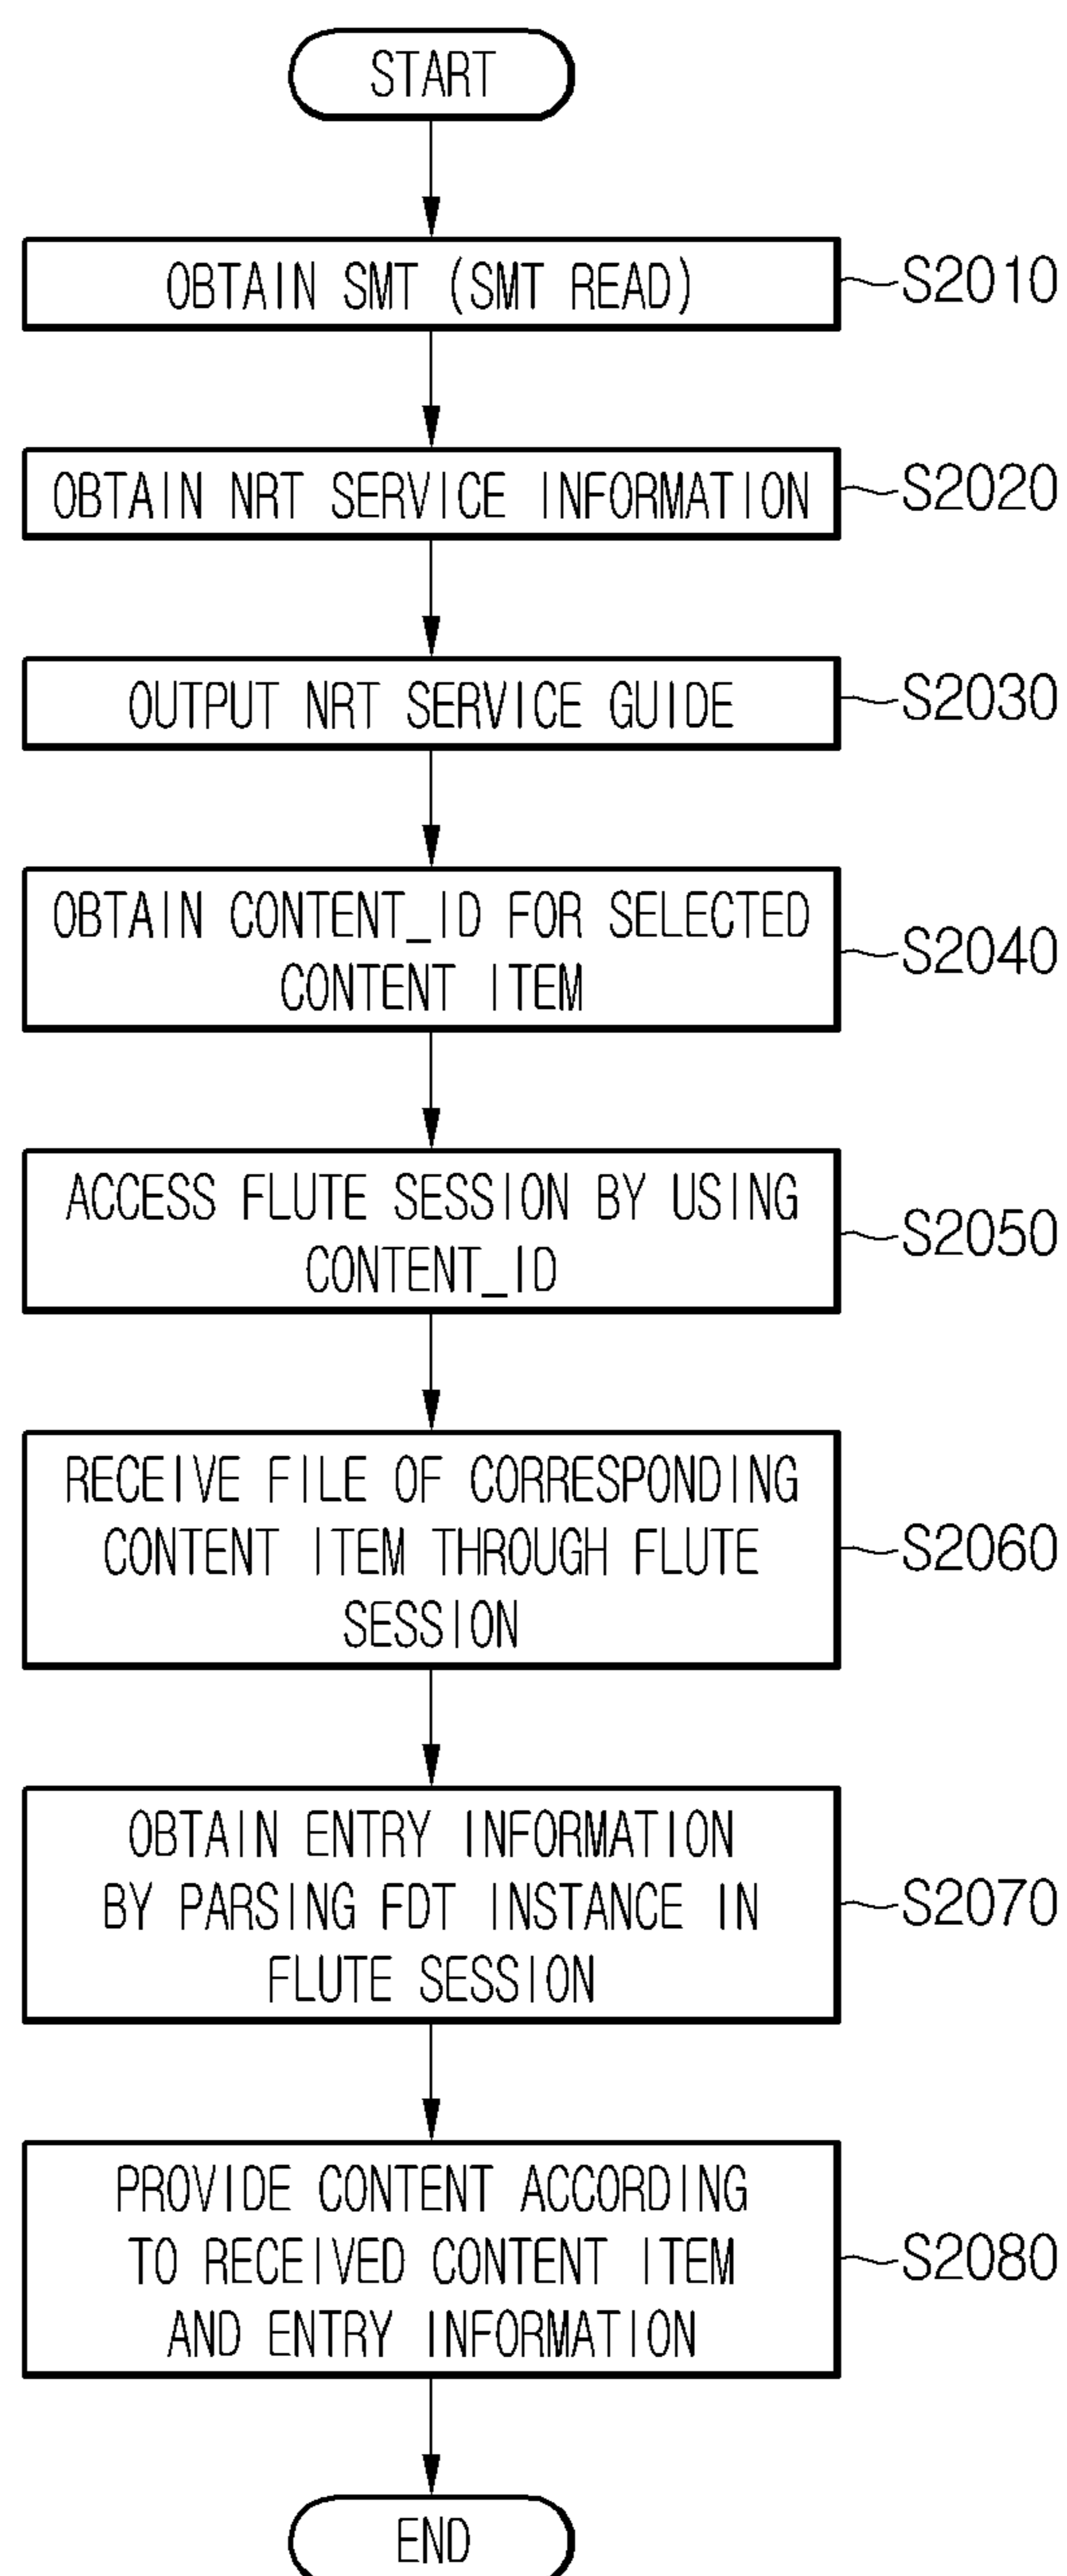 START
OBTAIN SMT (SMT READ)
S2010
OBTAIN NRT SERVICE INFORMATION
S2020
OUTPUT NRT SERVICE GUIDE
S2030
OBTAIN CONTENT_ID FOR SELECTED
CONTENT ITEM
S2040
ACCESS FLUTE SESSION BY USING
CONTENT_ID
S2050
RECEIVE FILE OF CORRESPONDING
CONTENT ITEM THROUGH FLUTE
SESSION
S2060
OBTAIN ENTRY INFORMATION
BY PARSING FDT INSTANCE IN
FLUTE SESSION
S2070
PROVIDE CONTENT ACCORDING
TO RECEIVED CONTENT ITEM
AND ENTRY INFORMATION
S2080
END